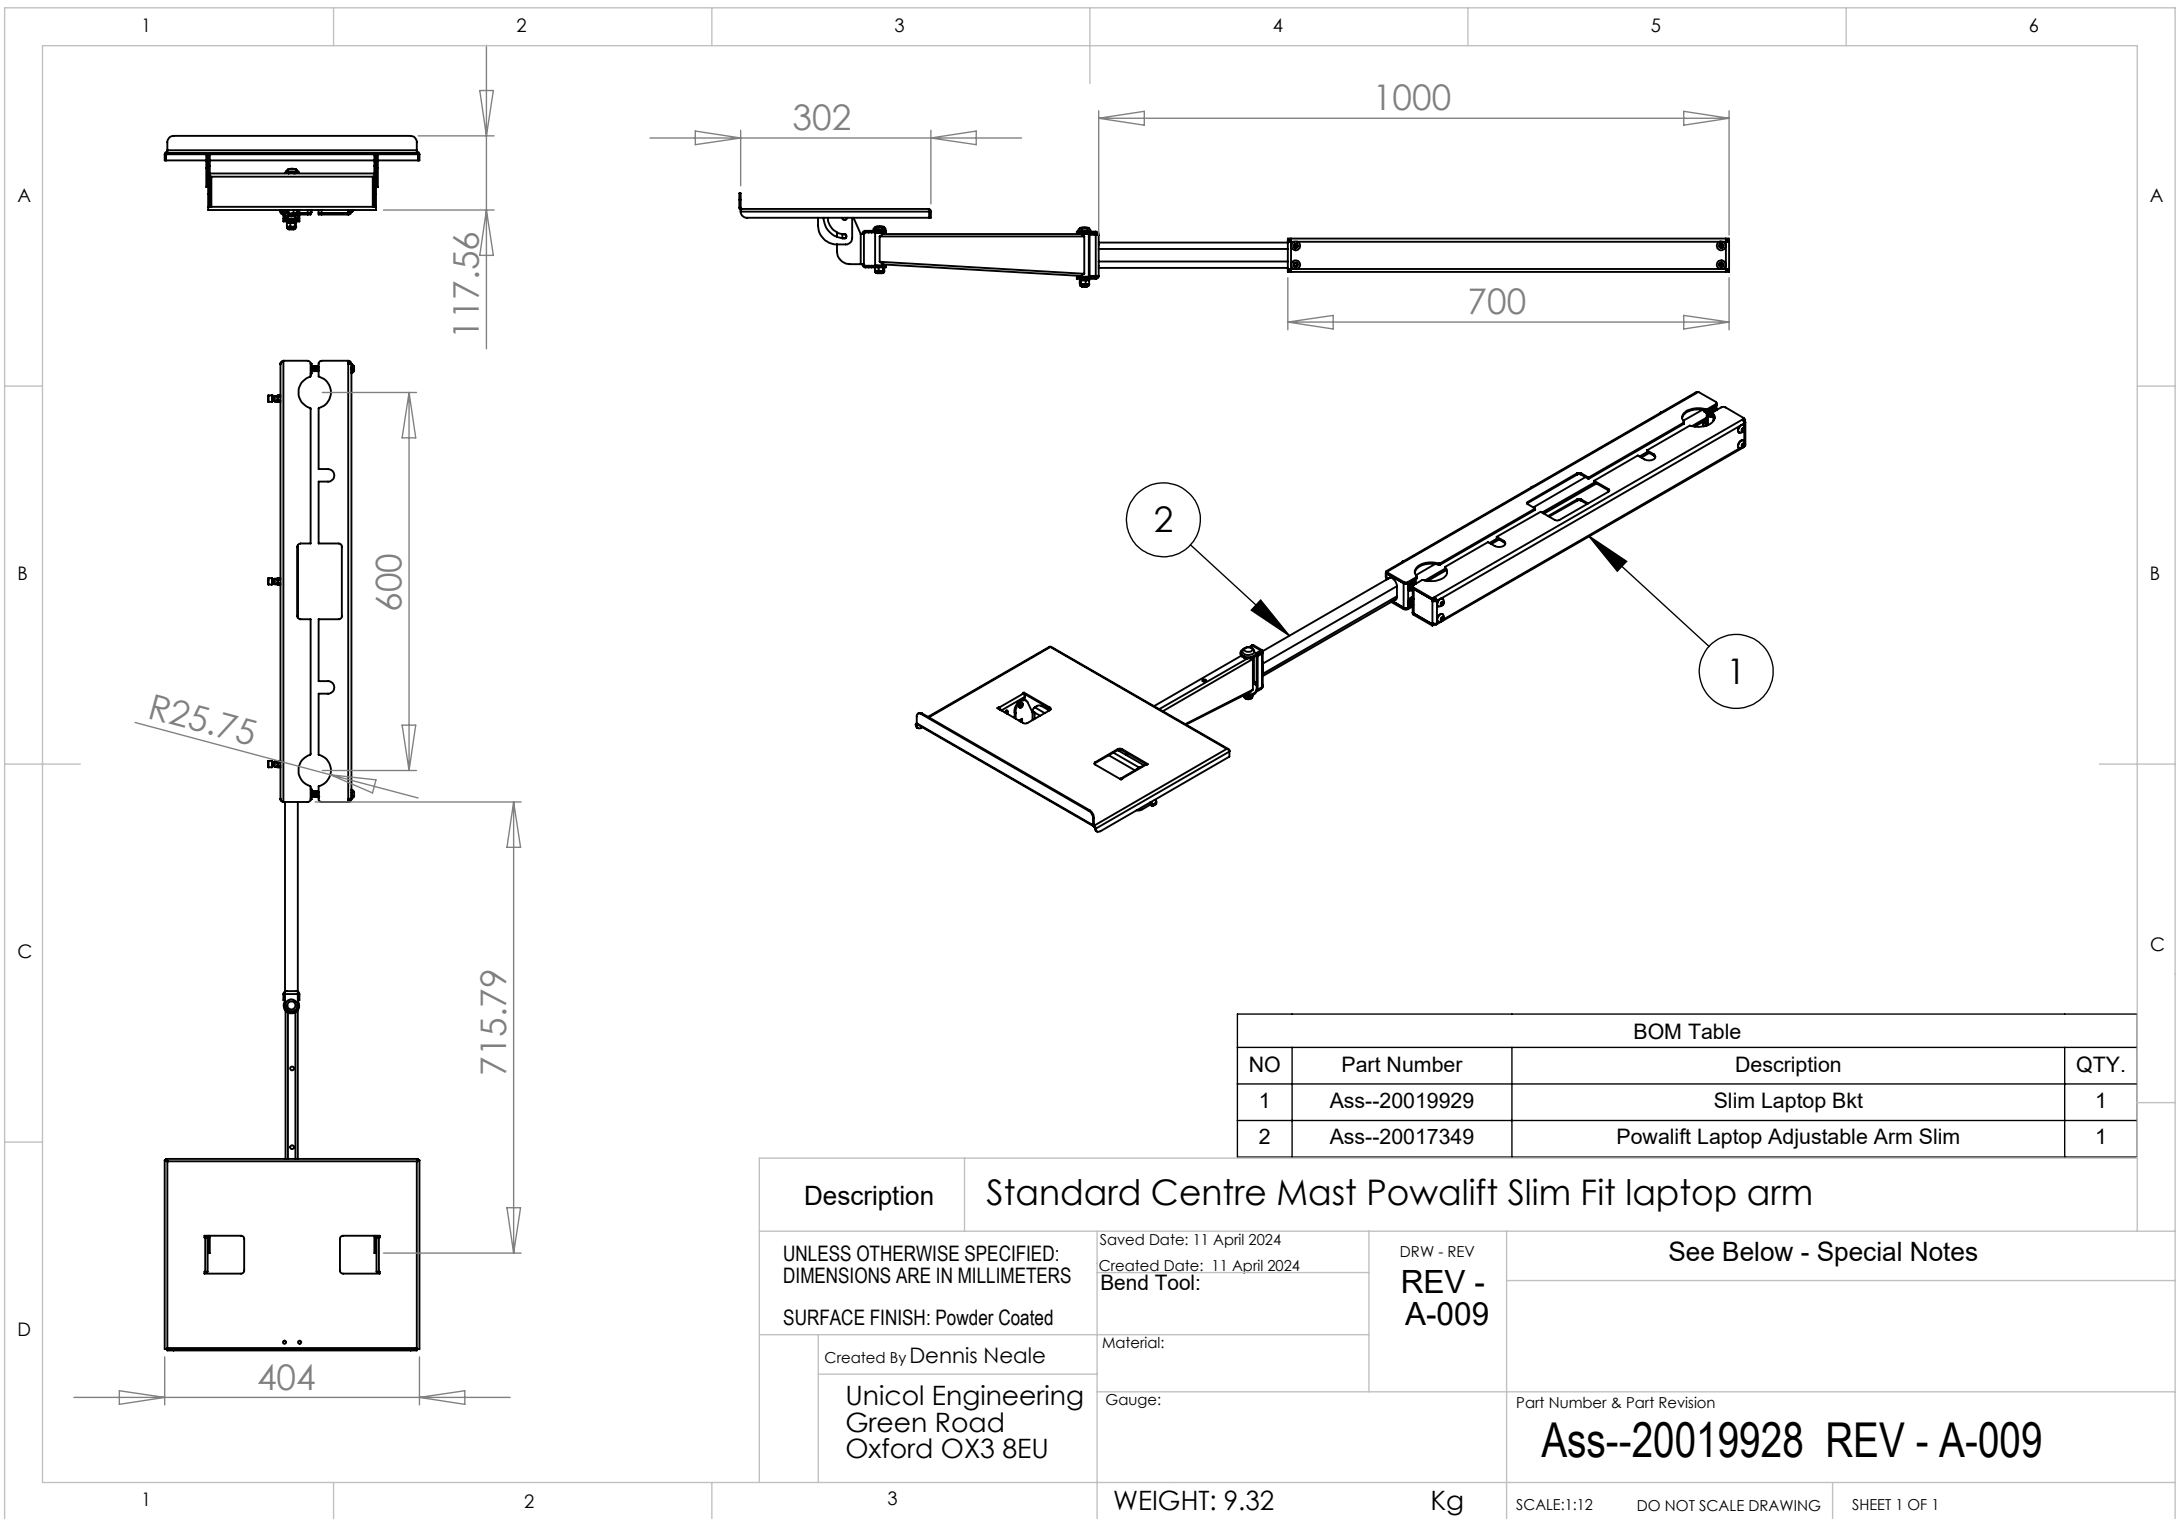 1 2 3 4 5 6
A A
B B
C C
D
117.56
302
1000
700
600
R25.75
715.79
404
2
1
BOM Table
NO Part Number Description QTY.
1 Ass--20019929 Slim Laptop Bkt 1
2 Ass--20017349 Powalift Laptop Adjustable Arm Slim 1
Description Standard Centre Mast Powalift Slim Fit laptop arm
UNLESS OTHERWISE SPECIFIED:
DIMENSIONS ARE IN MILLIMETERS
SURFACE FINISH: Powder Coated
Saved Date: 11 April 2024
Created Date: 11 April 2024
Bend Tool:
Material:
Gauge:
DRW - REV
REV -
A-009
See Below - Special Notes
Created By Dennis Neale
Unicol Engineering
Green Road
Oxford OX3 8EU
Part Number & Part Revision
Ass--20019928 REV - A-009
WEIGHT: 9.32 Kg
SCALE:1:12 DO NOT SCALE DRAWING SHEET 1 OF 1
1 2 3